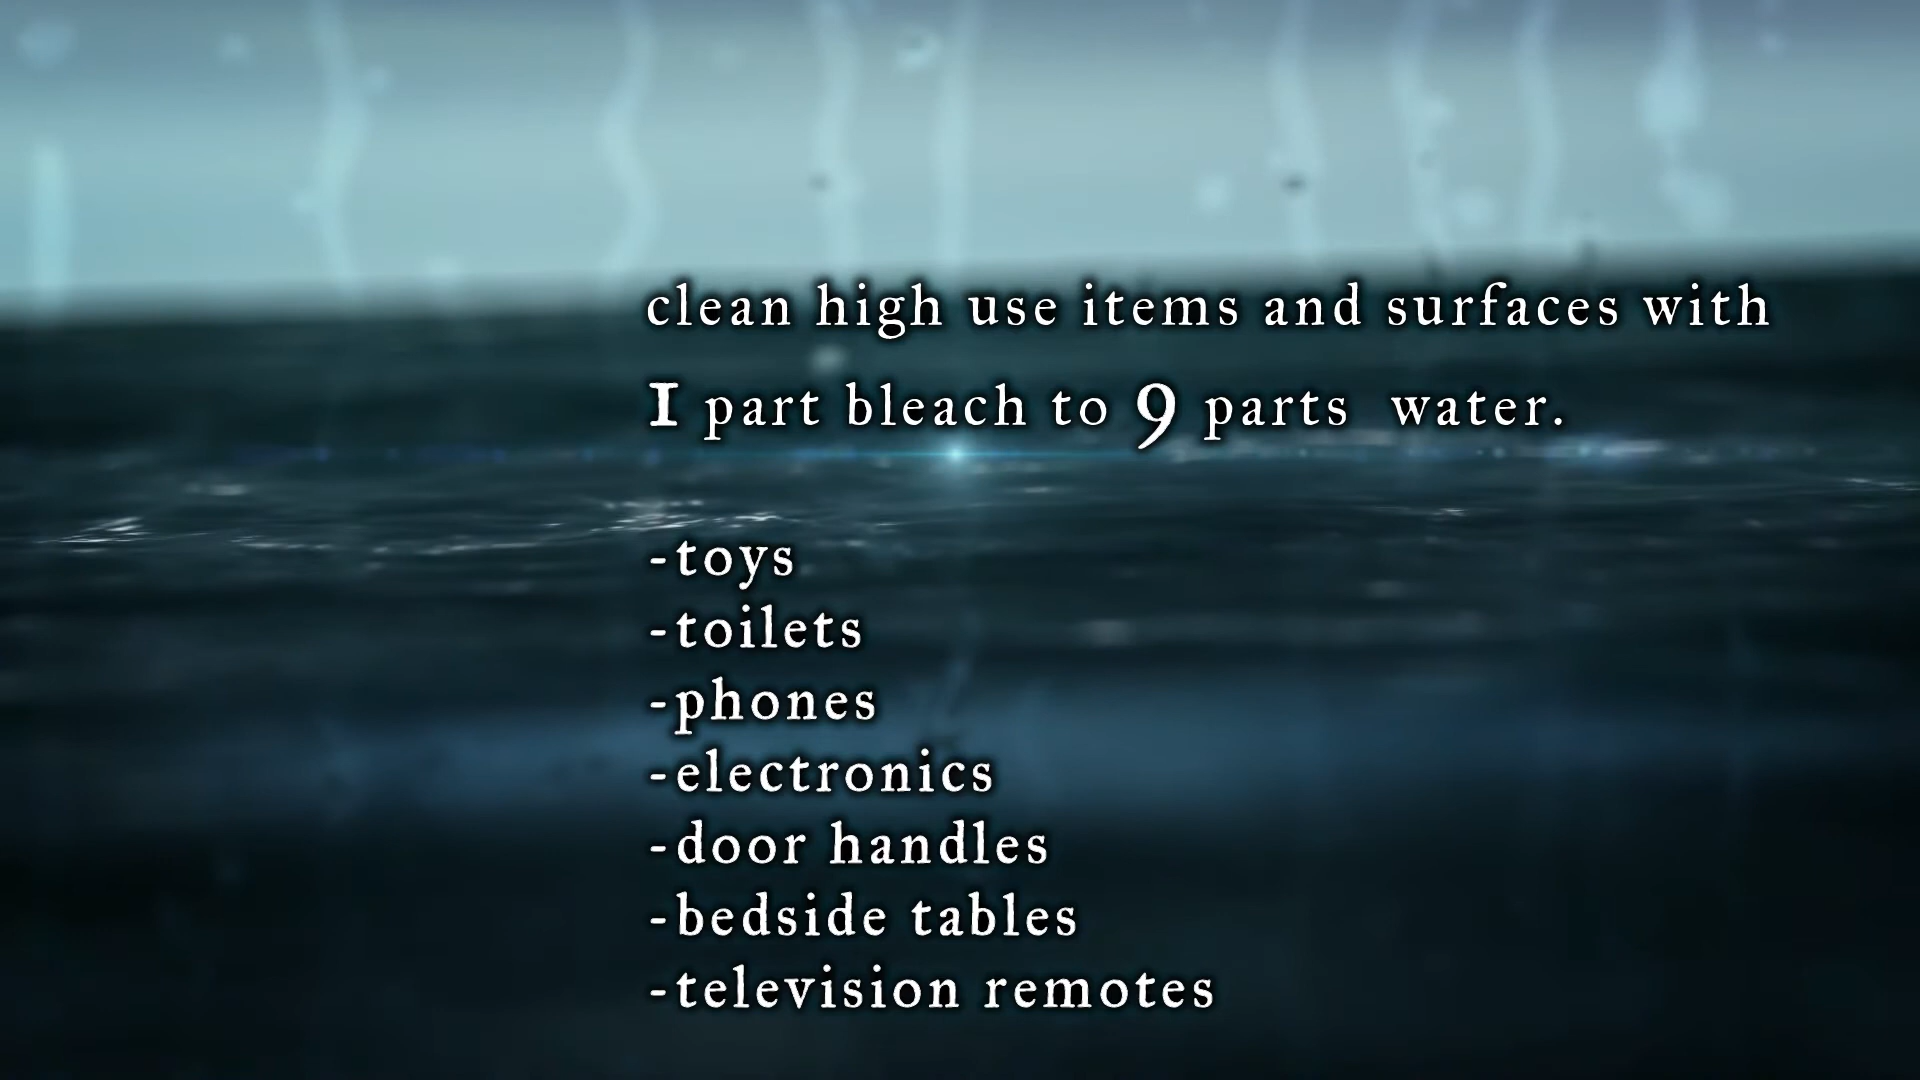 clean high use items and surfaces with
1 part bleach to 9 parts water.
-toys
-toilets
-phones
-electronics
-door handles
-bedside tables
-television remotes